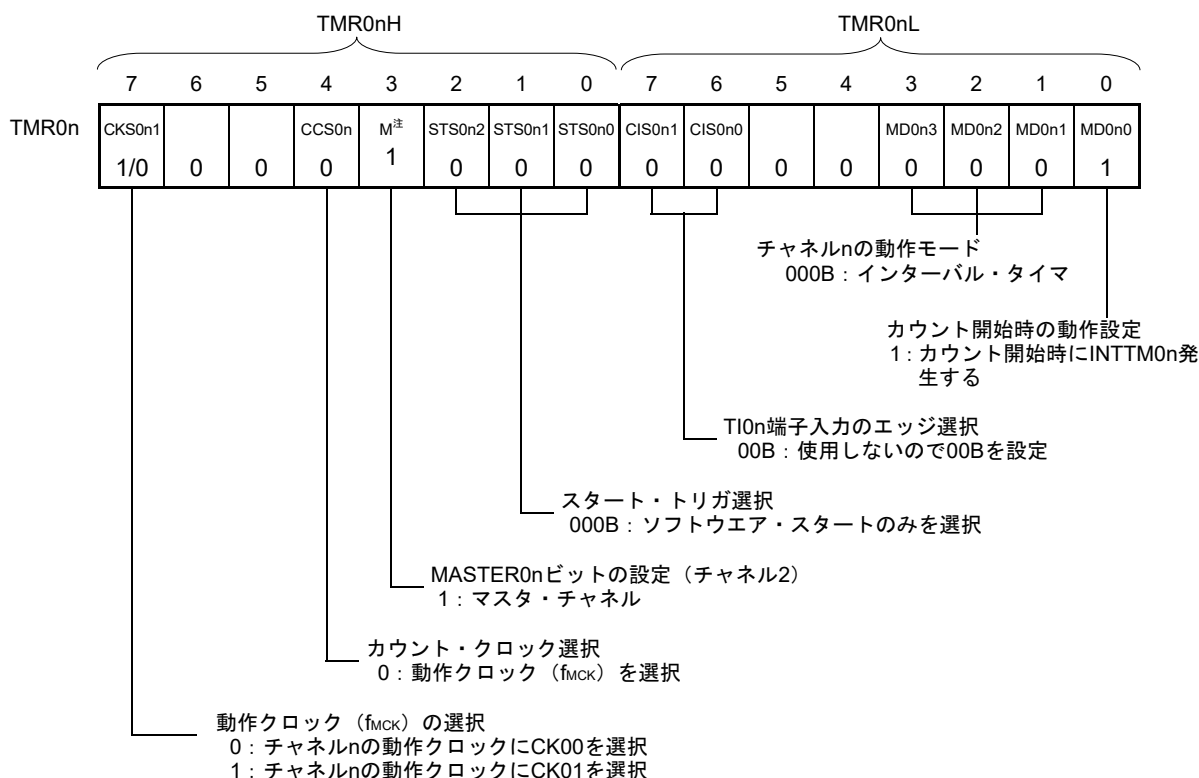 TMR0nH TMR0nL
7 6 5 4 3 2 1 0 7 6 5 4 3 2 1 0
TMR0n CKS0n1 CCS0n M注 STS0n2 STS0n1 STS0n0 CIS0n1 CIS0n0 MD0n3 MD0n2 MD0n1 MD0n0
1/0 0 0 0 1 0 0 0 0 0 0 0 0 0 0 1
チャネルnの動作モード
000B：インターバル・タイマ
カウント開始時の動作設定
1：カウント開始時にINTTM0n発
生する
TI0n端子入力のエッジ選択
00B：使用しないので00Bを設定
スタート・トリガ選択
000B：ソフトウエア・スタートのみを選択
MASTER0nビットの設定（チャネル2）
1：マスタ・チャネル
カウント・クロック選択
0：動作クロック（fMCK）を選択
動作クロック（fMCK）の選択
0：チャネルnの動作クロックにCK00を選択
1：チャネルnの動作クロックにCK01を選択